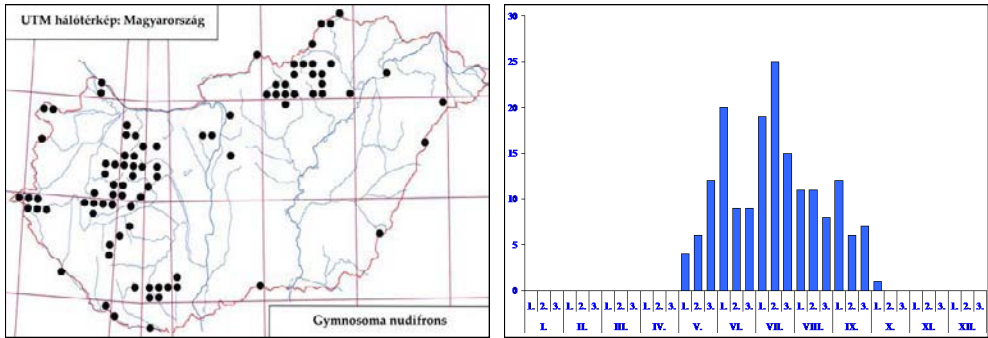 UTM hálótérkép: Magyarország
Gymnosoma nudifrons
30
25
20
15
10
5
0
1. 2. 3. 1. 2. 3. 1. 2. 3. 1. 2. 3. 1. 2. 3. 1. 2. 3. 1. 2. 3. 1. 2. 3. 1. 2. 3. 1. 2. 3. 1. 2. 3. 1. 2. 3.
I. II. III. IV. V. VI. VII. VIII. IX. X. XI. XII.